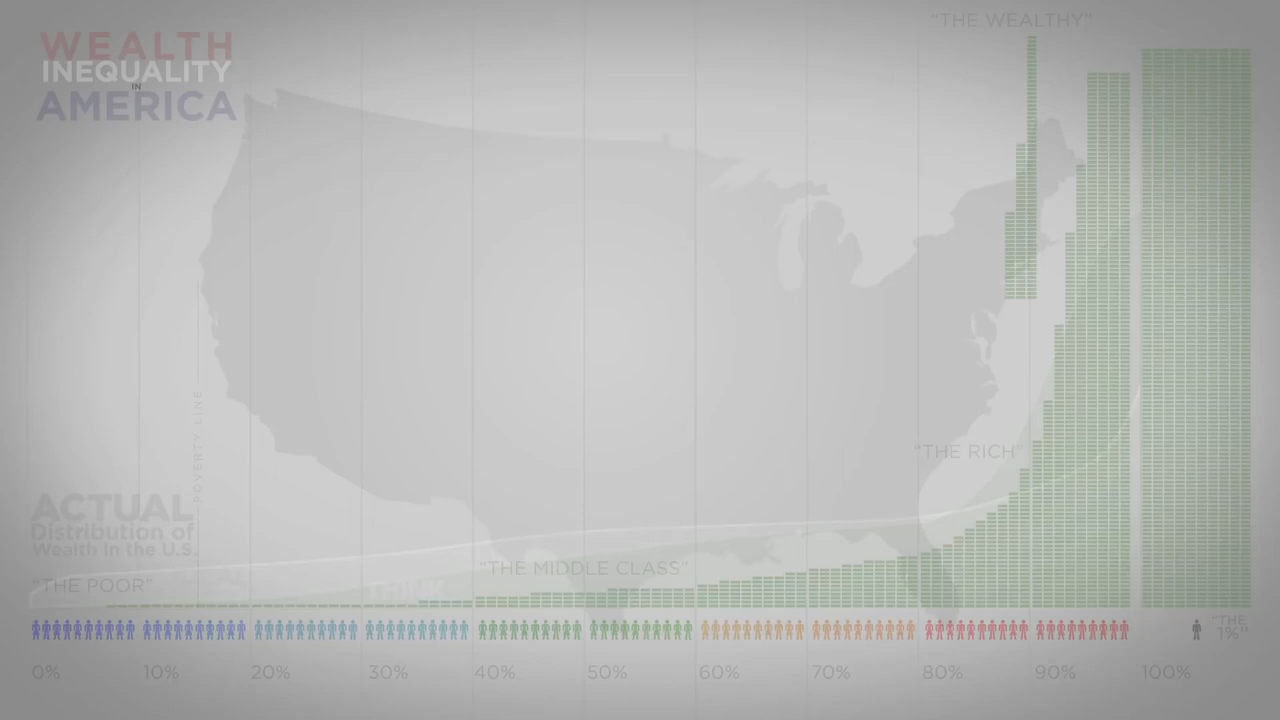 "THE WEALTHY"
WEALTH
INEQUALITY
IN
AMERICA
POVERTY LINE
"THE RICH"
ACTUAL
Distribution of
Wealth in the U.S.
"THE MIDDLE CLASS"
"THE POOR"
"THE
1%"
0% 10% 20% 30% 40% 50% 60% 70% 80% 90% 100%